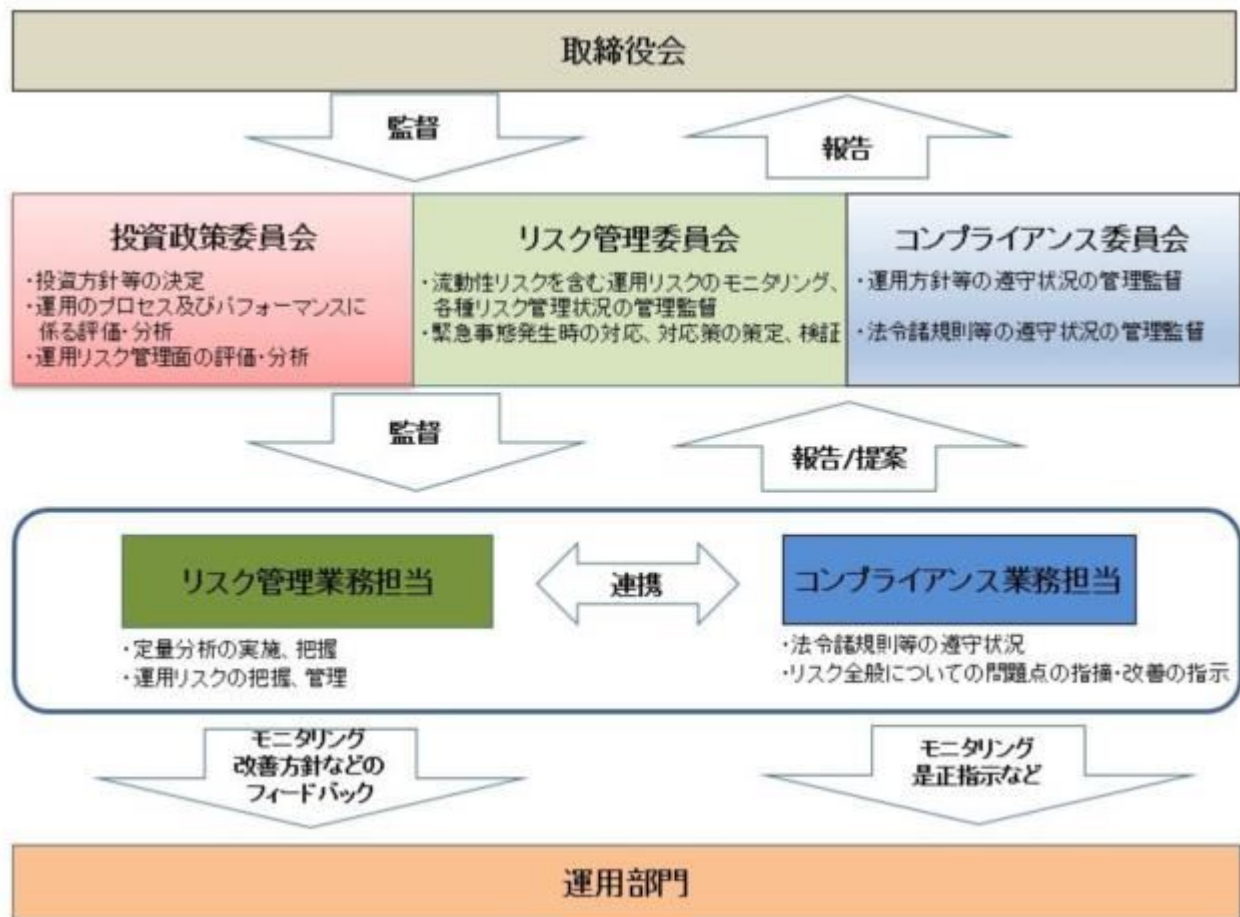 取締役会
監督
報告
投資政策委員会
・投資方針等の決定
・運用のプロセス及びパフォーマンスに
係る評価・分析
・運用リスク管理面の評価・分析
リスク管理委員会
・流動性リスクを含む運用リスクのモニタリング、
各種リスク管理状況の管理監督
・緊急事態発生時の対応、対応策の策定、検証
コンプライアンス委員会
・運用方針等の遵守状況の管理監督
・法令諸規則等の遵守状況の管理監督
監督
報告/提案
リスク管理業務担当
・定量分析の実施、把握
・運用リスクの把握、管理
連携
コンプライアンス業務担当
・法令諸規則等の遵守状況
・リスク全般についての問題点の指摘・改善の指示
モニタリング
改善方針などの
フィードバック
モニタリング
是正指示など
運用部門